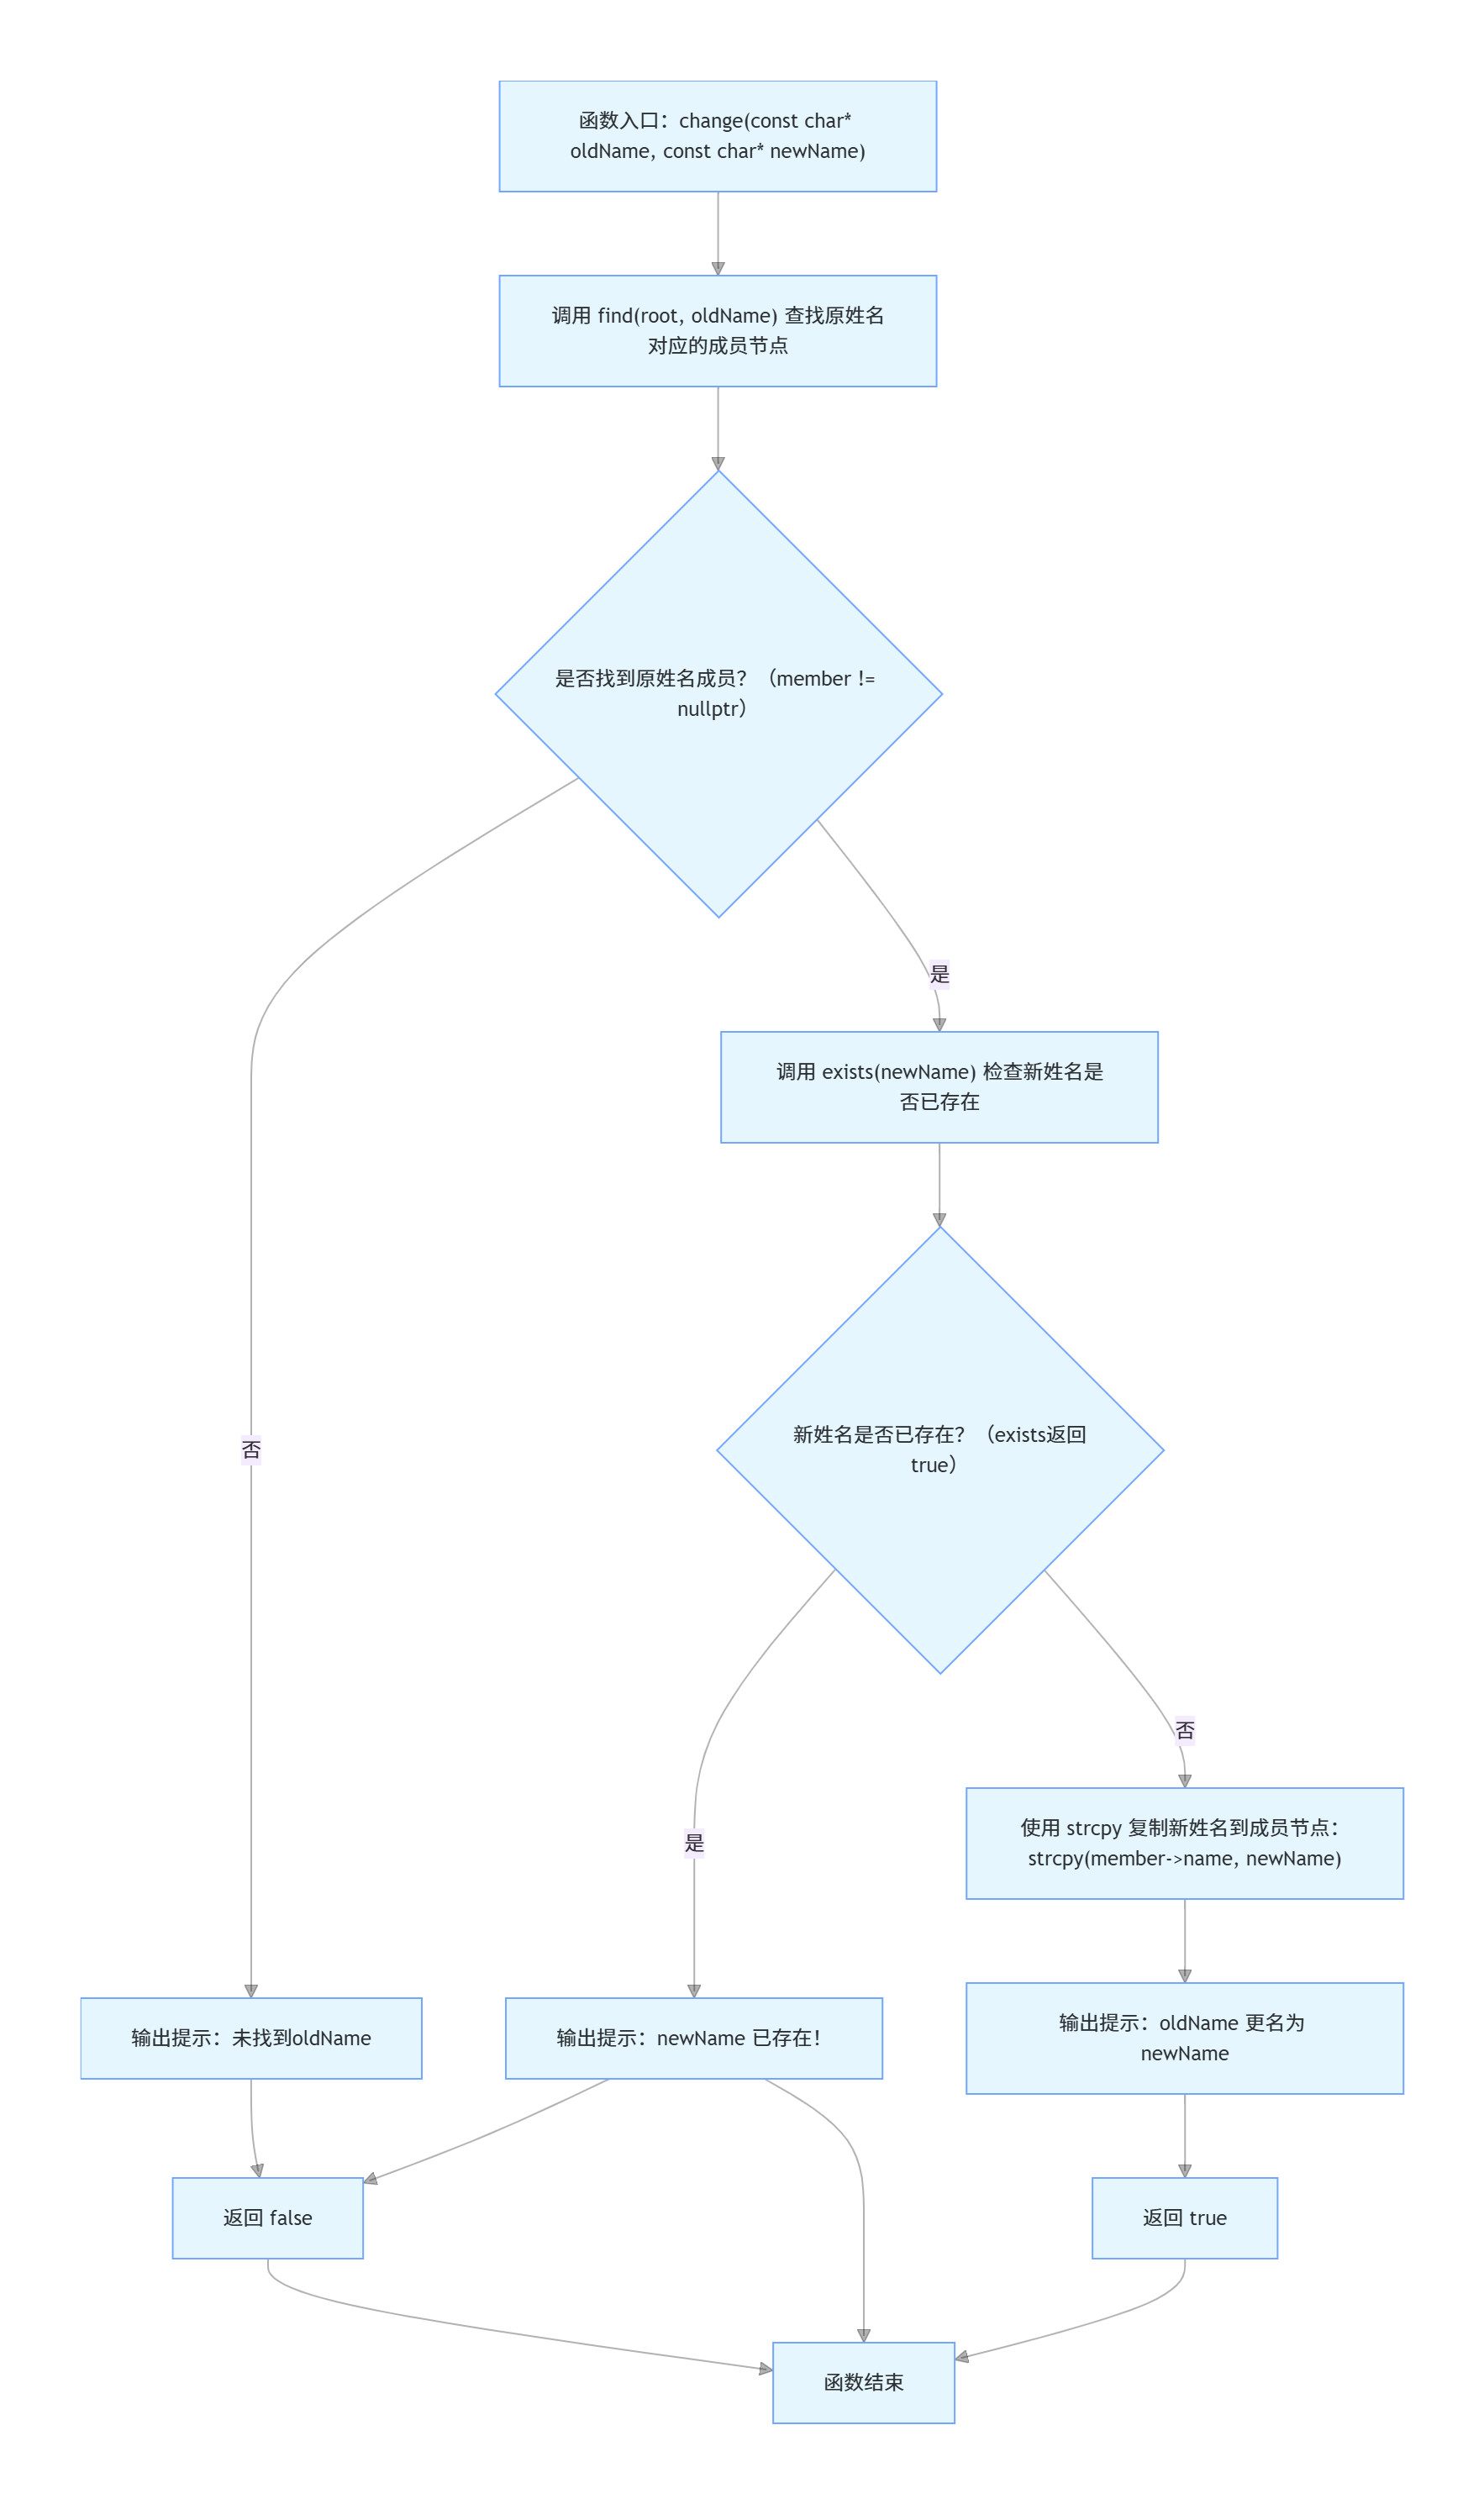 函数入口：change(const char*
oldName, const char* newName)
调用 find(root, oldName) 查找原姓名
对应的成员节点
是否找到原姓名成员？（member !=
nullptr）
是
调用 exists(newName) 检查新姓名是
否已存在
新姓名是否已存在？（exists返回
true）
否
否
是
使用 strcpy 复制新姓名到成员节点：
strcpy(member->name, newName)
输出提示：未找到oldName
输出提示：newName 已存在！
输出提示：oldName 更名为
newName
返回 false
返回 true
函数结束